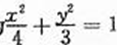 x²/4 + y²/3 = 1